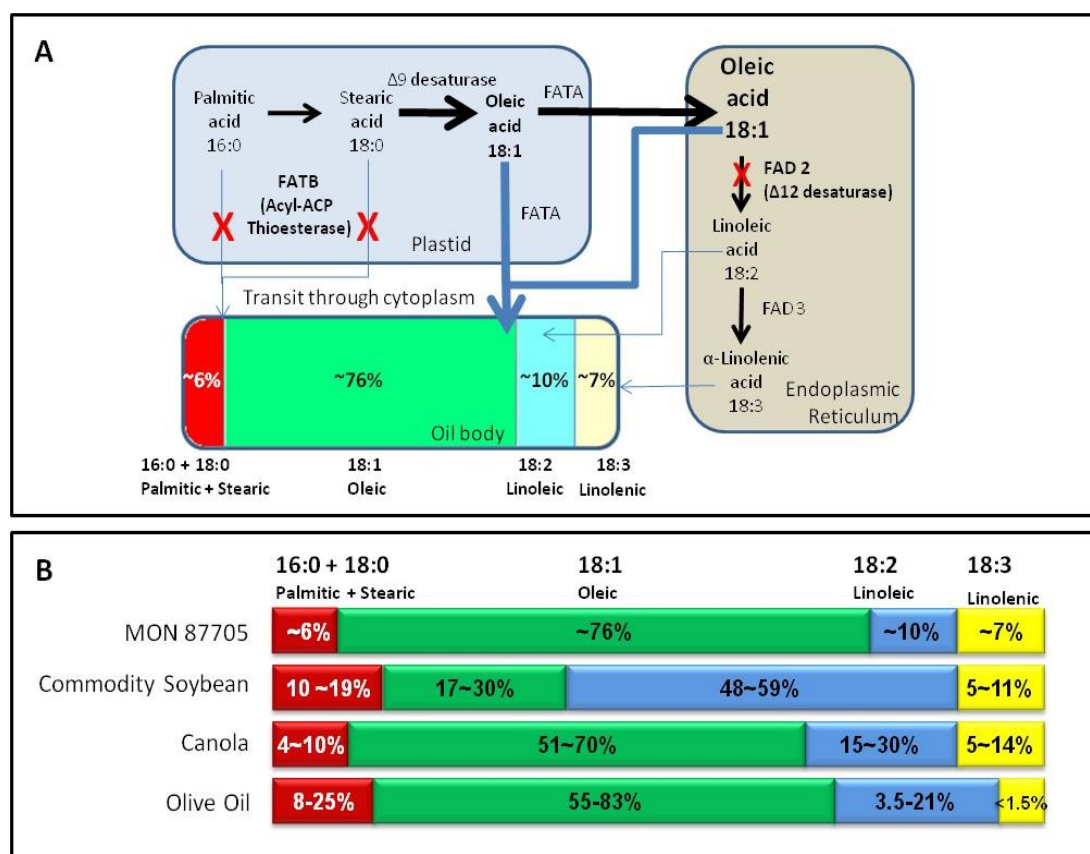 A
Palmitic
acid
16:0
Stearic
acid
18:0
Δ9 desaturase
Oleic
acid
18:1
FATA
FATA
FATB
(Acyl-ACP
Thioesterase)
X
X
Plastid
Oleic
acid
18:1
X
FAD 2
(Δ12 desaturase)
Linoleic
acid
18:2
FAD 3
α-Linolenic
acid
18:3
Endoplasmic
Reticulum
Transit through cytoplasm
~6%
~76%
~10%
~7%
Oil body
16:0 + 18:0
Palmitic + Stearic
18:1
Oleic
18:2
Linoleic
18:3
Linolenic
B
16:0 + 18:0
Palmitic + Stearic
18:1
Oleic
18:2
Linoleic
18:3
Linolenic
MON 87705
~6%
~76%
~10%
~7%
Commodity Soybean
10 ~19%
17~30%
48~59%
5~11%
Canola
4~10%
51~70%
15~30%
5~14%
Olive Oil
8-25%
55-83%
3.5-21%
<1.5%